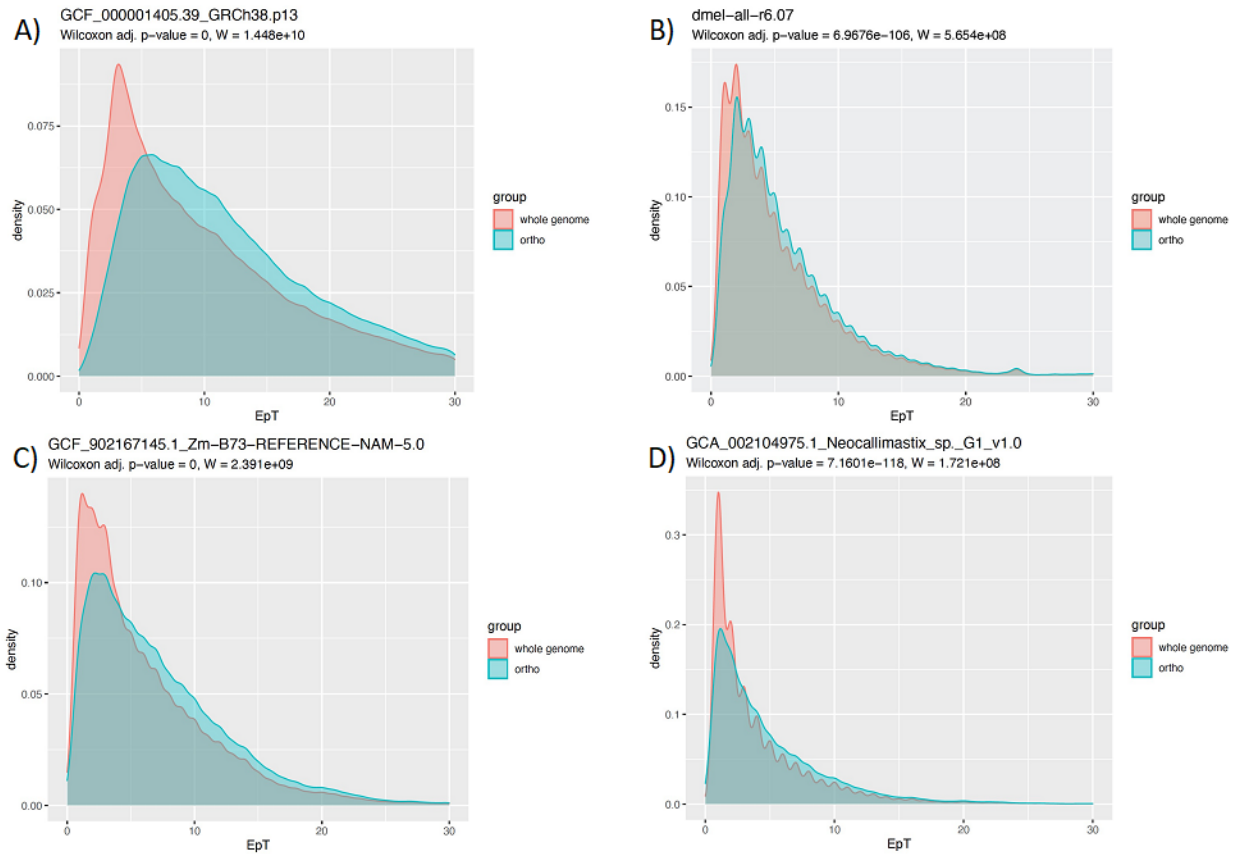 A)
GCF_000001405.39_GRCh38.p13
Wilcoxon adj. p-value = 0, W = 1.448e+10
density
0.075
0.050
0.025
0.000
0
10
20
30
EpT
group
whole genome
ortho
B)
dmel-all-r6.07
Wilcoxon adj. p-value = 6.9676e-106, W = 5.654e+08
density
0.15
0.10
0.05
0.00
0
10
20
30
EpT
group
whole genome
ortho
C)
GCF_902167145.1_Zm-B73-REFERENCE-NAM-5.0
Wilcoxon adj. p-value = 0, W = 2.391e+09
density
0.10
0.05
0.00
0
10
20
30
EpT
group
whole genome
ortho
D)
GCA_002104975.1_Neocallimastix_sp._G1_v1.0
Wilcoxon adj. p-value = 7.1601e-118, W = 1.721e+08
density
0.3
0.2
0.1
0.0
0
10
20
30
EpT
group
whole genome
ortho